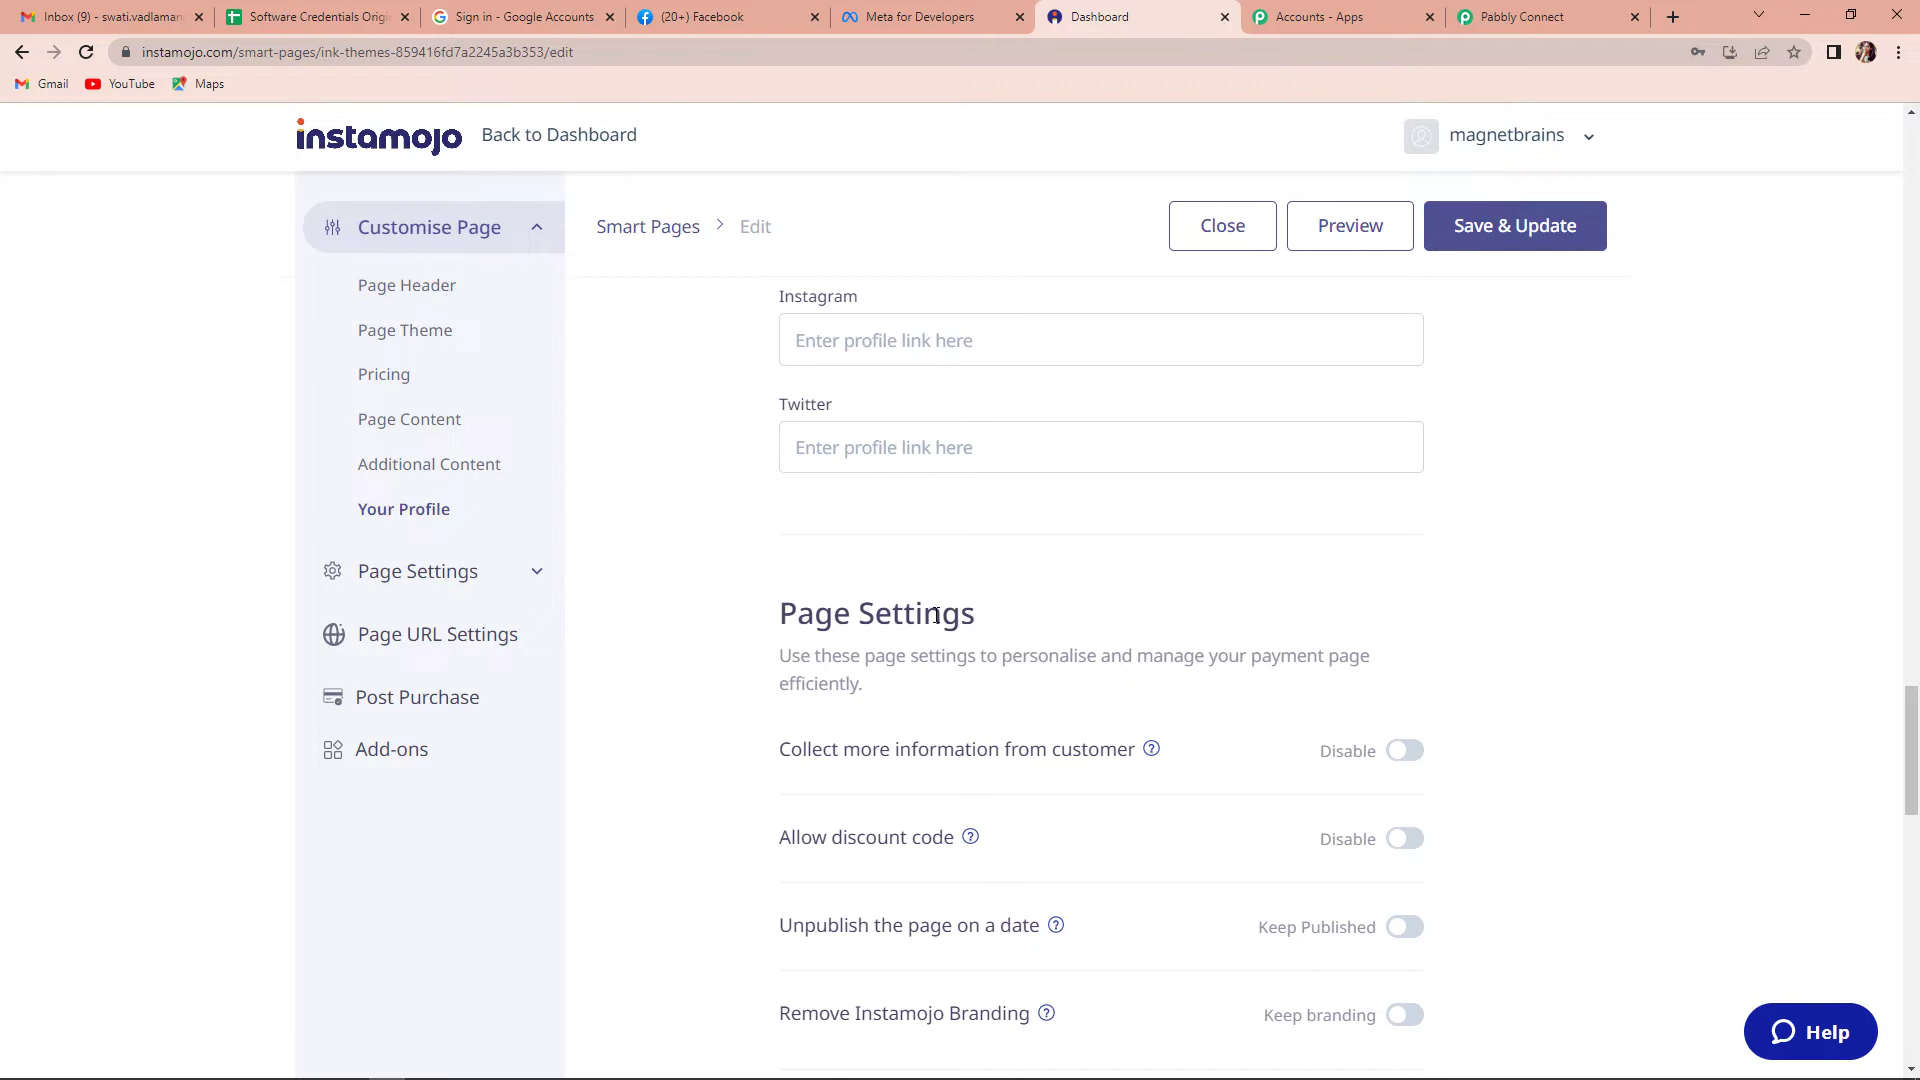 Inbox (9) - swati.vadlaman
Software Credentials Origi
Sign in - Google Accounts
(20+) Facebook
Meta for Developers
Dashboard
Accounts - Apps
Pabbly Connect
instamojo.com/smart-pages/ink-themes-859416fd7a2245a3b353/edit
Gmail
YouTube
Maps
instamojo
Back to Dashboard
magnetbrains
Customise Page
Page Header
Page Theme
Pricing
Page Content
Additional Content
Your Profile
Page Settings
Page URL Settings
Post Purchase
Add-ons
Smart Pages > Edit
Close
Preview
Save & Update
Instagram
Enter profile link here
Twitter
Enter profile link here
Page Settings
Use these page settings to personalise and manage your payment page
efficiently.
Collect more information from customer ?
Disable
Allow discount code ?
Disable
Unpublish the page on a date ?
Keep Published
Remove Instamojo Branding ?
Keep branding
Help